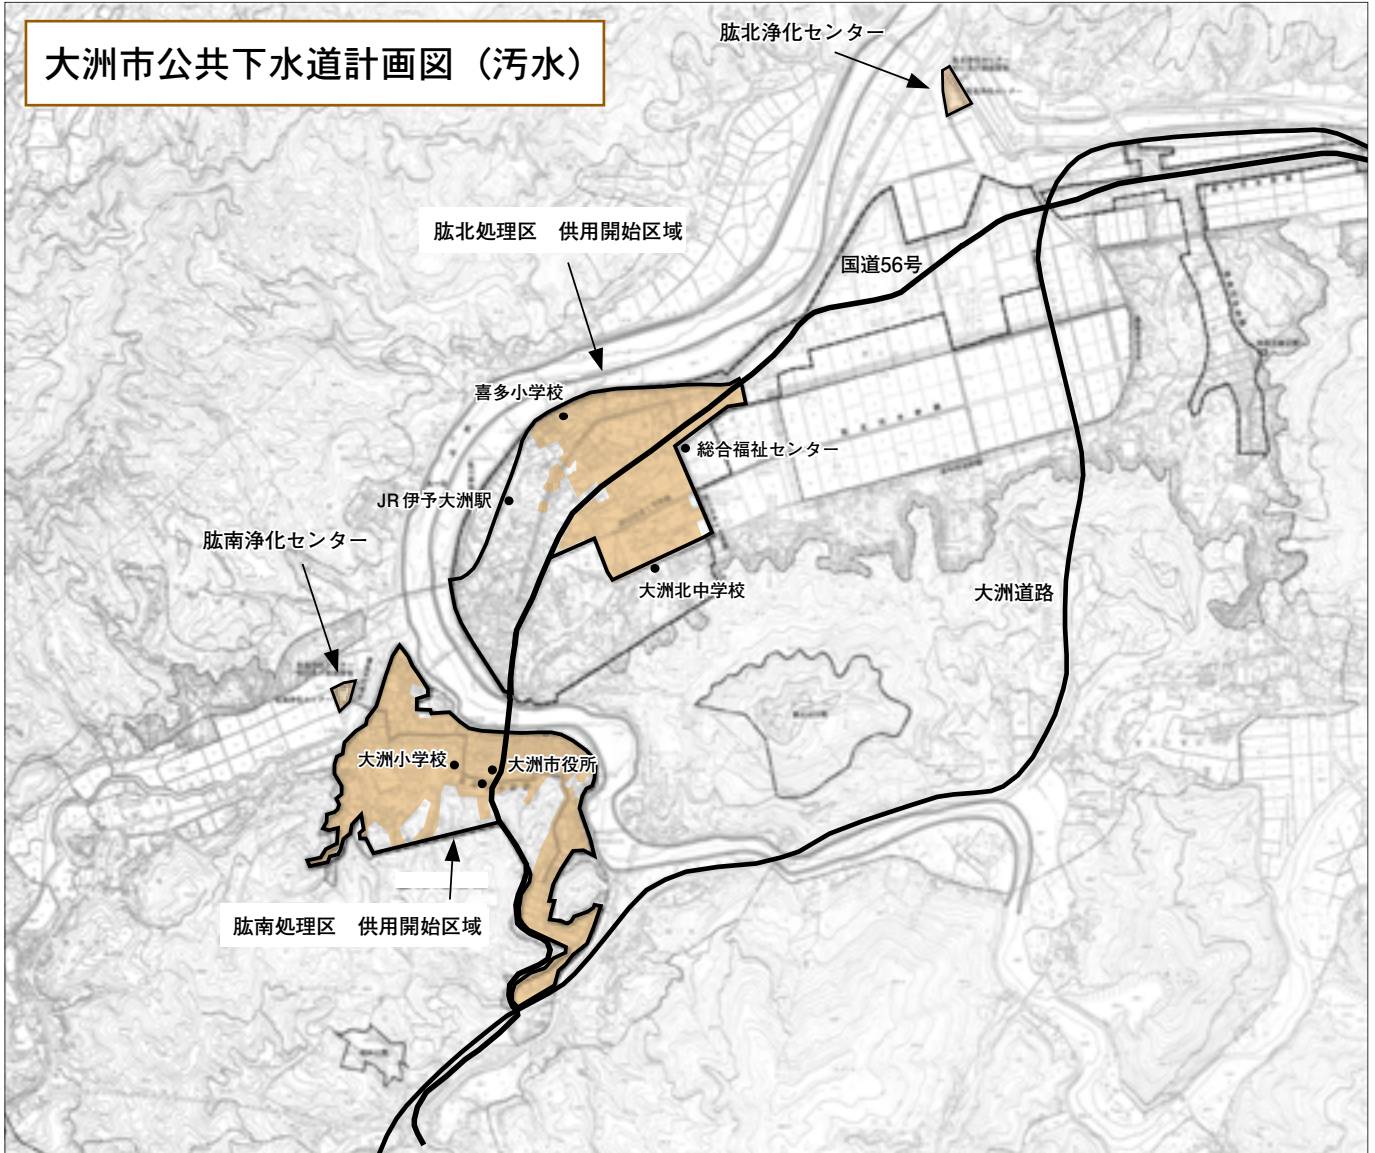 大洲市公共下水道計画図（汚水）
肱北浄化センター
肱北処理区　供用開始区域
国道56号
喜多小学校
総合福祉センター
JR伊予大洲駅
肱南浄化センター
大洲北中学校
大洲道路
大洲小学校
大洲市役所
肱南処理区　供用開始区域